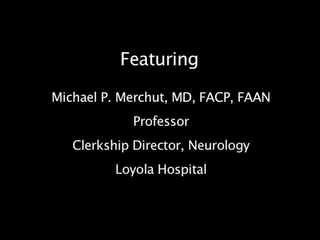 Featuring
Michael P. Merchut, MD, FACP, FAAN
Professor
Clerkship Director, Neurology
Loyola Hospital